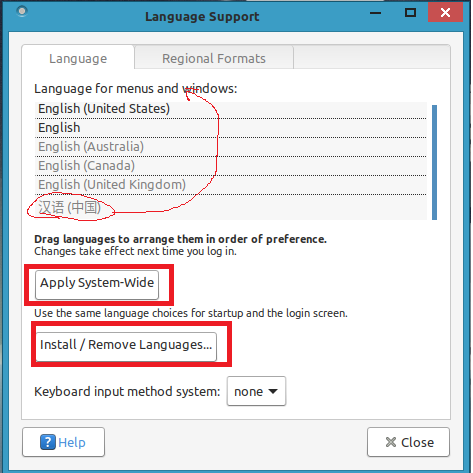 Language Support
Language
Regional Formats
Language for menus and windows:
English (United States)
English
English (Australia)
English (Canada)
English (United Kingdom)
汉语 (中国)
Drag languages to arrange them in order of preference.
Changes take effect next time you log in.
Apply System-Wide
Use the same language choices for startup and the login screen.
Install / Remove Languages...
Keyboard input method system: none
? Help
Close